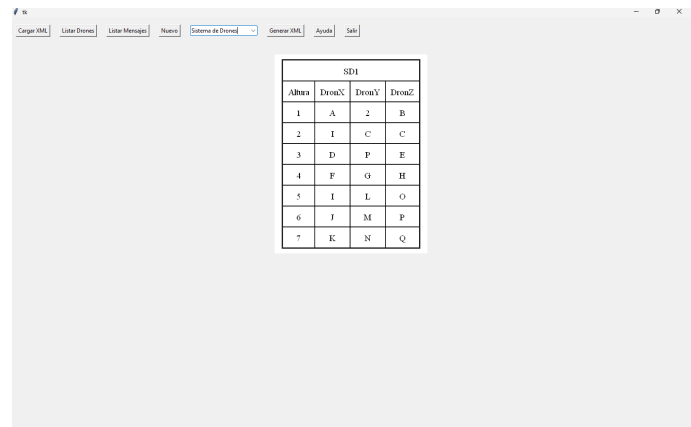 tk
Cargar XML Listar Drones Listar Mensajes Nuevo Sistema de Drones Generar XML Ayuda Salir
SD1
Altura DronX DronY DronZ
1 A 2 B
2 I C C
3 D P E
4 F G H
5 I L O
6 J M P
7 K N Q